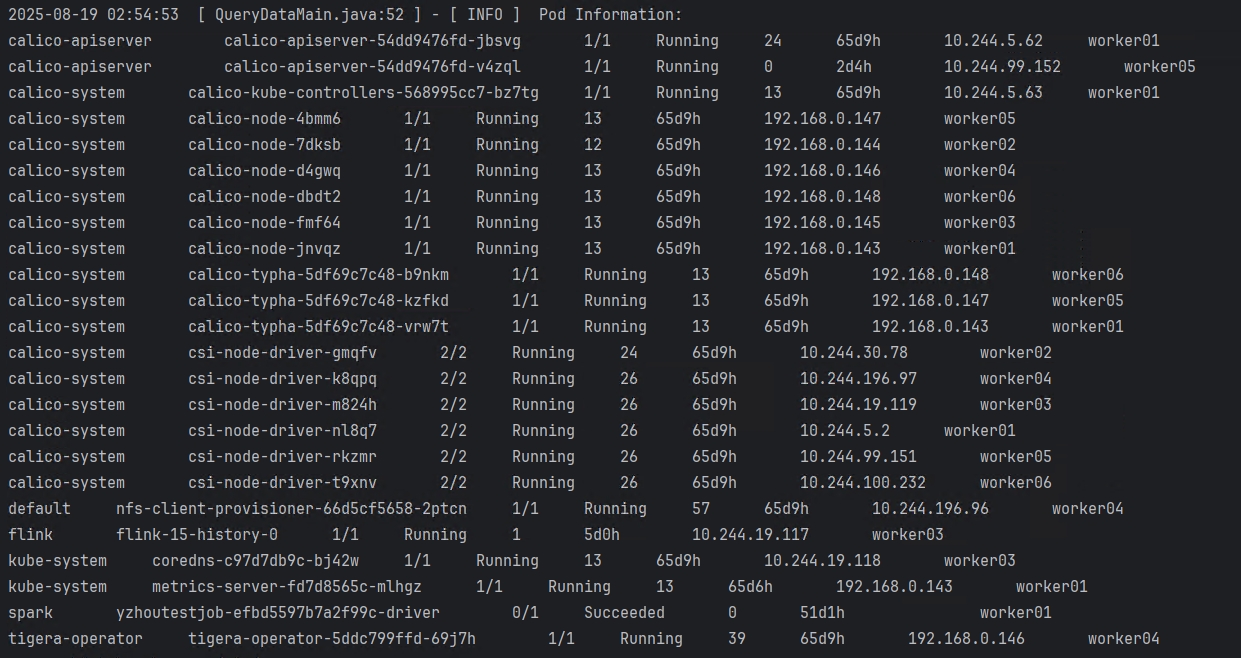 2025-08-19 02:54:53  [ QueryDataMain.java:52 ] - [ INFO ]  Pod Information:
calico-apiserver        calico-apiserver-54dd9476fd-jbsvg       1/1     Running     24      65d9h       10.244.5.62     worker01
calico-apiserver        calico-apiserver-54dd9476fd-v4zql       1/1     Running     0       2d4h        10.244.99.152       worker05
calico-system       calico-kube-controllers-568995cc7-bz7tg     1/1     Running     13      65d9h       10.244.5.63     worker01
calico-system       calico-node-4bmm6       1/1     Running     13      65d9h       192.168.0.147       worker05
calico-system       calico-node-7dksb       1/1     Running     12      65d9h       192.168.0.144       worker02
calico-system       calico-node-d4gwq       1/1     Running     13      65d9h       192.168.0.146       worker04
calico-system       calico-node-dbdt2       1/1     Running     13      65d9h       192.168.0.148       worker06
calico-system       calico-node-fmf64       1/1     Running     13      65d9h       192.168.0.145       worker03
calico-system       calico-node-jnvqz       1/1     Running     13      65d9h       192.168.0.143       worker01
calico-system       calico-typha-5df69c7c48-b9nkm       1/1     Running     13      65d9h       192.168.0.148       worker06
calico-system       calico-typha-5df69c7c48-kzfkd       1/1     Running     13      65d9h       192.168.0.147       worker05
calico-system       calico-typha-5df69c7c48-vrw7t       1/1     Running     13      65d9h       192.168.0.143       worker01
calico-system       csi-node-driver-gmqfv       2/2     Running     24      65d9h       10.244.30.78        worker02
calico-system       csi-node-driver-k8qpq       2/2     Running     26      65d9h       10.244.196.97       worker04
calico-system       csi-node-driver-m824h       2/2     Running     26      65d9h       10.244.19.119       worker03
calico-system       csi-node-driver-nl8q7       2/2     Running     26      65d9h       10.244.5.2      worker01
calico-system       csi-node-driver-rkzmr       2/2     Running     26      65d9h       10.244.99.151       worker05
calico-system       csi-node-driver-t9xnv       2/2     Running     26      65d9h       10.244.100.232      worker06
default     nfs-client-provisioner-66d5cf5658-2ptcn     1/1     Running     57      65d9h       10.244.196.96       worker04
flink       flink-15-history-0      1/1     Running     1       5d0h        10.244.19.117       worker03
kube-system     coredns-c97d7db9c-bj42w     1/1     Running     13      65d9h       10.244.19.118       worker03
kube-system     metrics-server-fd7d8565c-mlhgz      1/1     Running     13      65d6h       192.168.0.143       worker01
spark       yzhoutestjob-efbd5597b7a2f99c-driver        0/1     Succeeded       0       51d1h               worker01
tigera-operator     tigera-operator-5ddc799ffd-69j7h        1/1     Running     39      65d9h       192.168.0.146       worker04